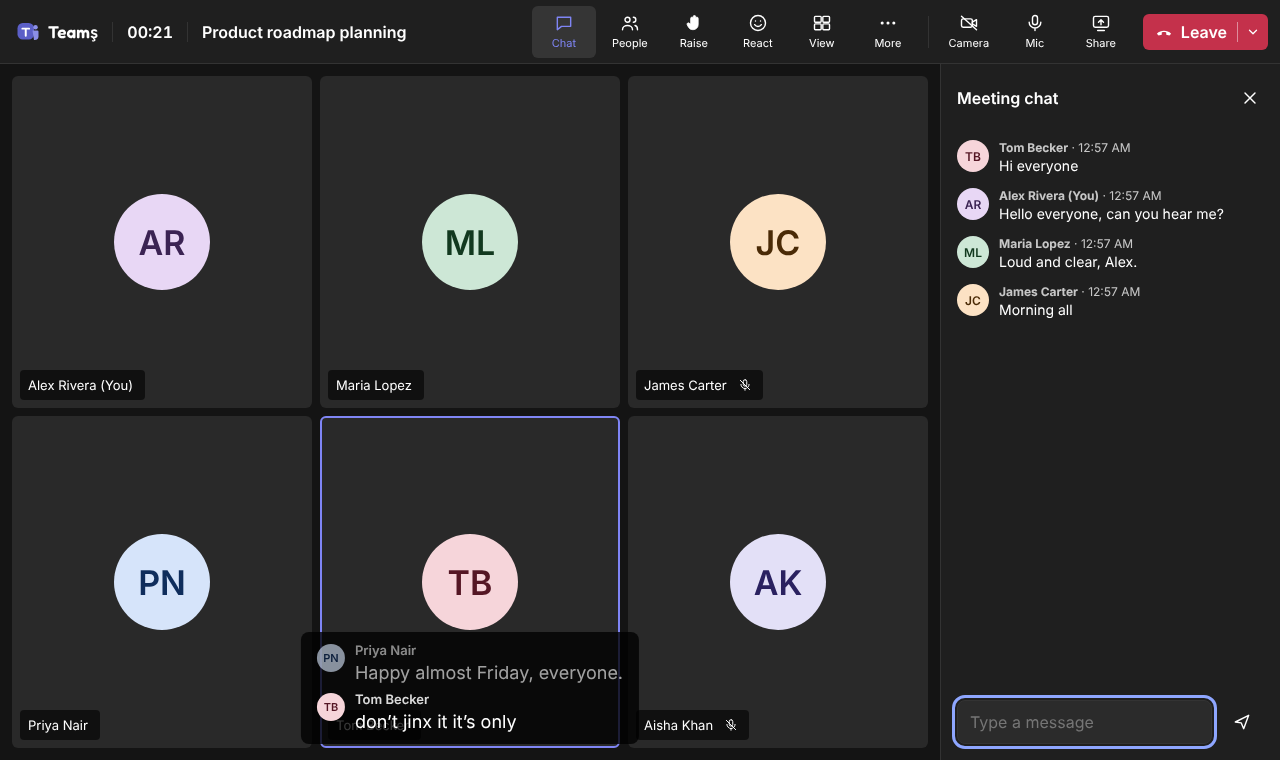 Teams
00:21
Product roadmap planning
Chat
People
Raise
React
View
More
Camera
Mic
Share
Leave
AR
Alex Rivera (You)
ML
Maria Lopez
JC
James Carter
PN
Priya Nair
TB
Tom Becker
AK
Aisha Khan
PN
Priya Nair
Happy almost Friday, everyone.
TB
Tom Becker
don’t jinx it it’s only
Meeting chat
TB
Tom Becker · 12:57 AM
Hi everyone
AR
Alex Rivera (You) · 12:57 AM
Hello everyone, can you hear me?
ML
Maria Lopez · 12:57 AM
Loud and clear, Alex.
JC
James Carter · 12:57 AM
Morning all
Type a message